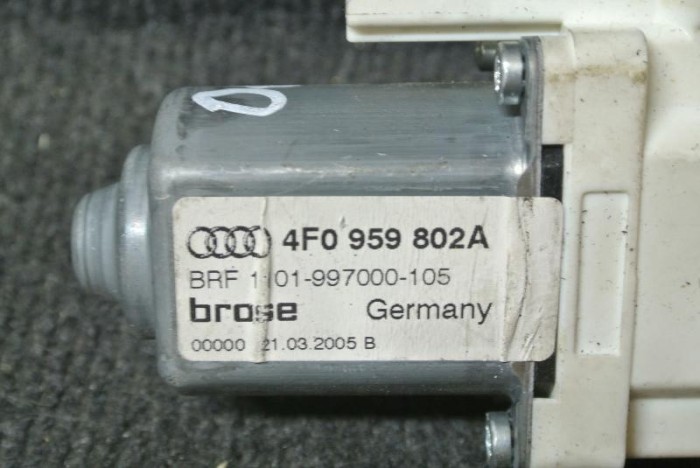 4F0 959 802A
BRF 1101-997000-105
brose Germany
00000 21.03.2005 B